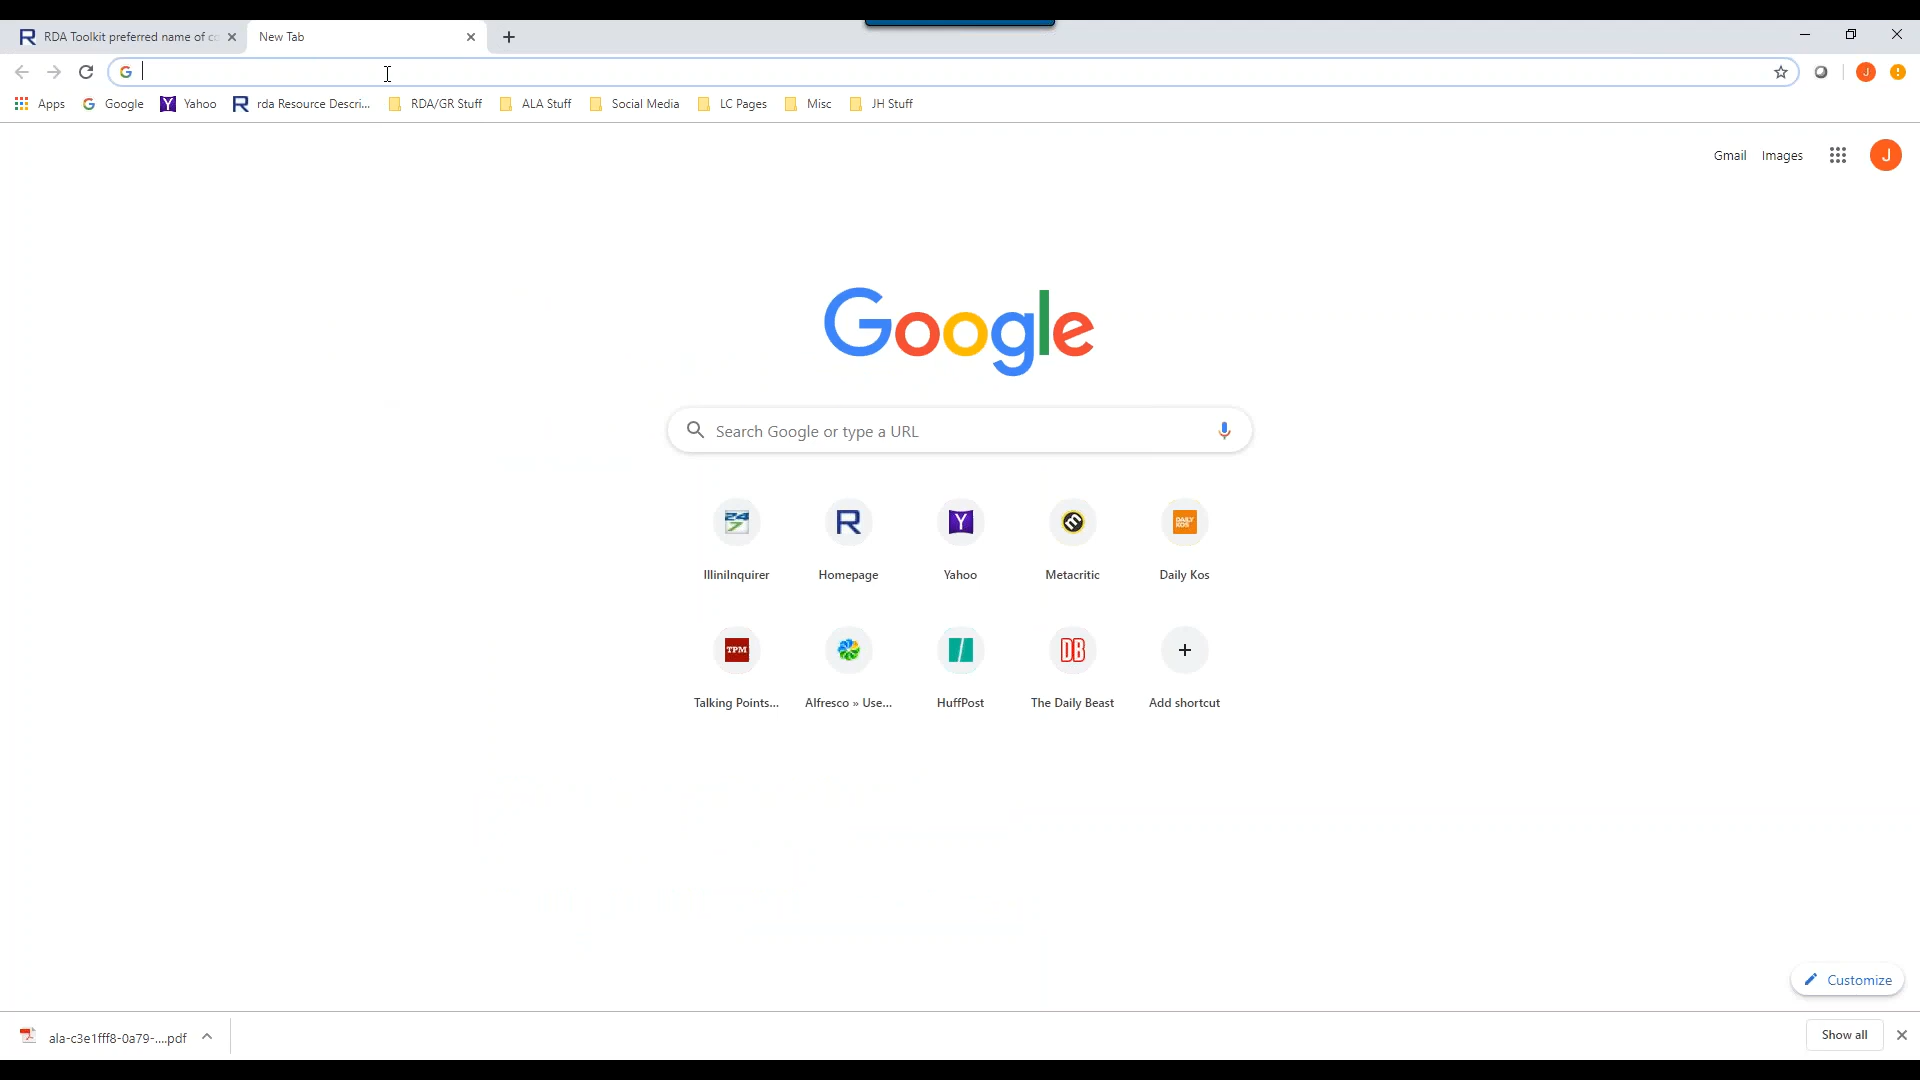 RDA Toolkit preferred name of co
New Tab
Apps Google Yahoo rda Resource Descri... RDA/GR Stuff ALA Stuff Social Media LC Pages Misc JH Stuff
Gmail Images J
Google
Search Google or type a URL
IlliniInquirer Homepage Yahoo Metacritic Daily Kos
TPM DB
Talking Points... Alfresco » Use... HuffPost The Daily Beast Add shortcut
Customize
ala-c3e1fff8-0a79-....pdf Show all